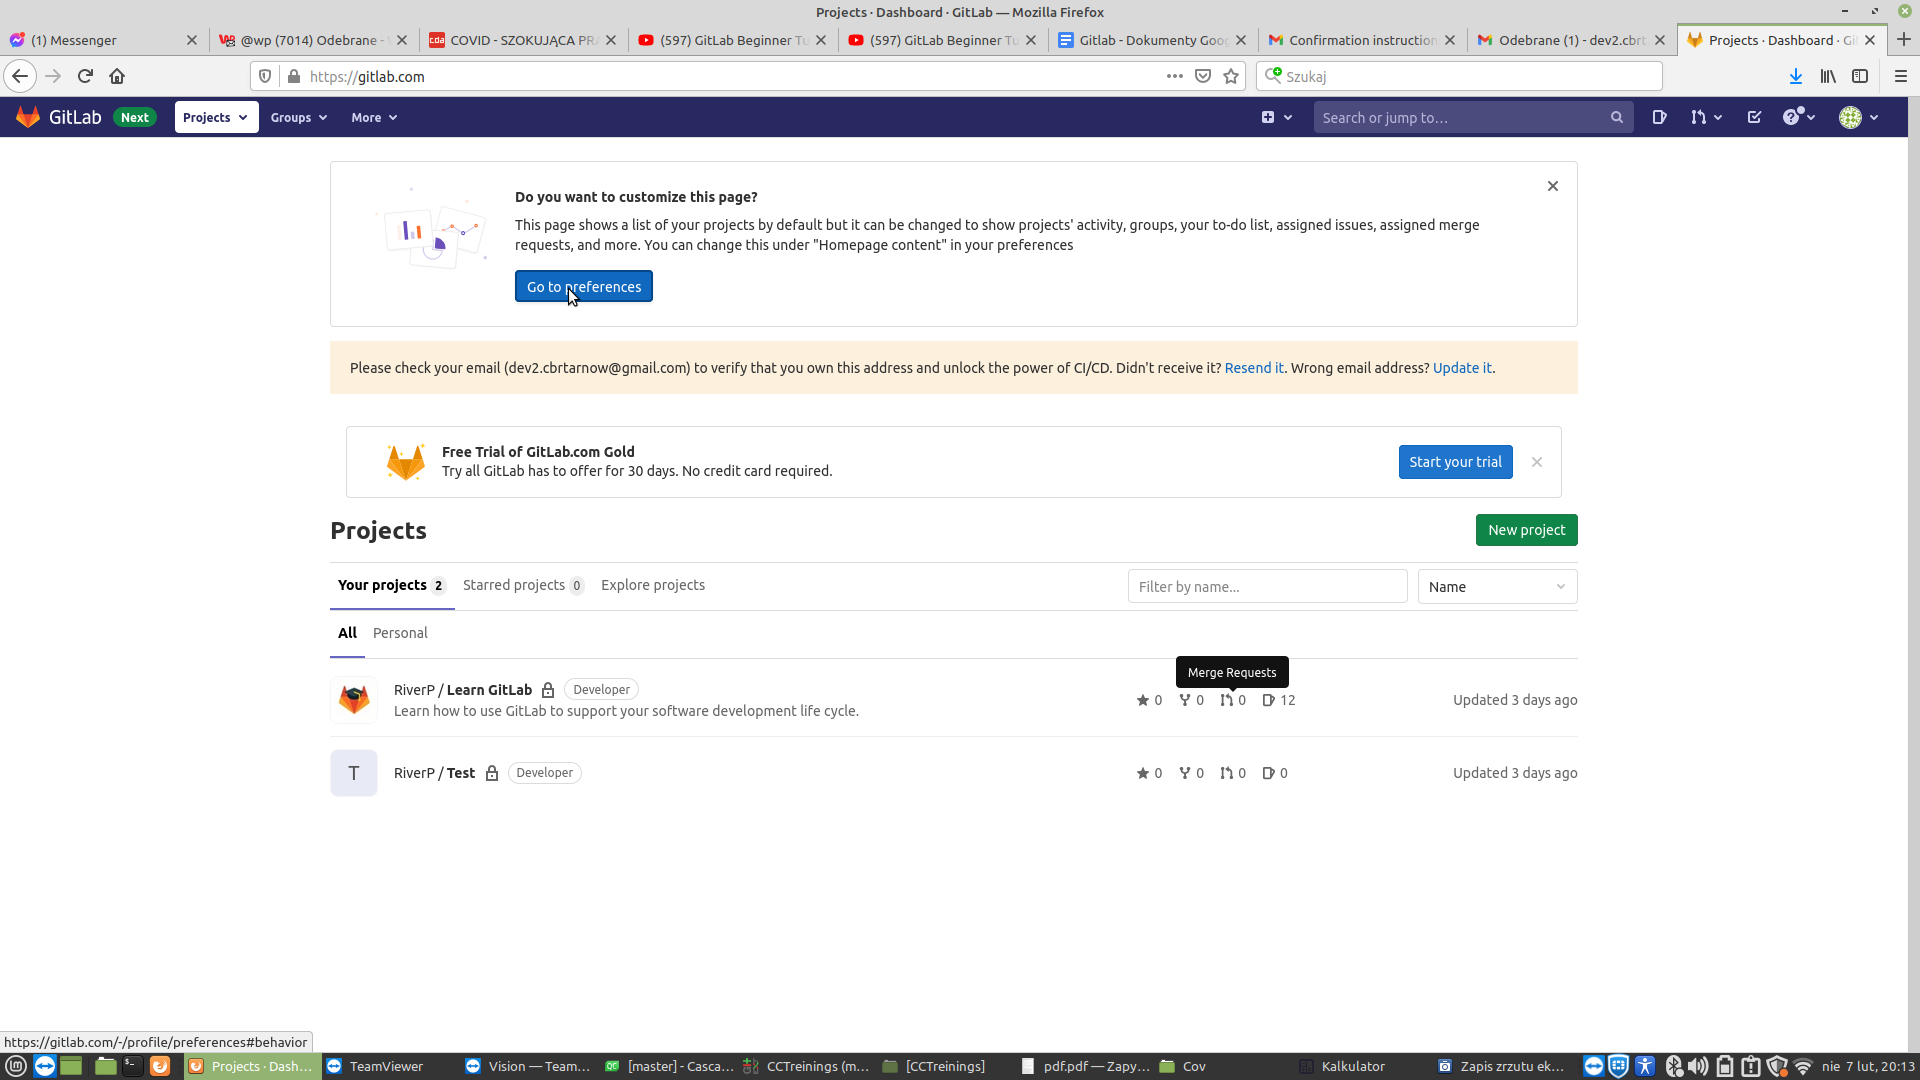 Projects · Dashboard · GitLab — Mozilla Firefox
(1) Messenger
@wp (7014) Odebrane -
COVID - SZOKUJĄCA PR
(597) GitLab Beginner Tu
(597) GitLab Beginner Tu
Gitlab - Dokumenty Goog
Confirmation instruction
Odebrane (1) - dev2.cbrt
Projects · Dashboard · Git
https://gitlab.com
Szukaj
GitLab
Next
Projects
Groups
More
Search or jump to…
Do you want to customize this page?
This page shows a list of your projects by default but it can be changed to show projects' activity, groups, your to-do list, assigned issues, assigned merge
requests, and more. You can change this under "Homepage content" in your preferences
Go to preferences
Please check your email (dev2.cbrtarnow@gmail.com) to verify that you own this address and unlock the power of CI/CD. Didn't receive it? Resend it. Wrong email address? Update it.
Free Trial of GitLab.com Gold
Try all GitLab has to offer for 30 days. No credit card required.
Start your trial
Projects
New project
Your projects 2
Starred projects 0
Explore projects
Filter by name...
Name
All
Personal
Merge Requests
RiverP / Learn GitLab
Developer
Learn how to use GitLab to support your software development life cycle.
0 0 0 12
Updated 3 days ago
T
RiverP / Test
Developer
0 0 0 0
Updated 3 days ago
https://gitlab.com/-/profile/preferences#behavior
Projects · Dash...
TeamViewer
Vision — Team...
[master] - Casca...
CCTreinings (m...
[CCTreinings]
pdf.pdf — Zapy...
Cov
Kalkulator
Zapis zrzutu ek...
nie 7 lut, 20:13